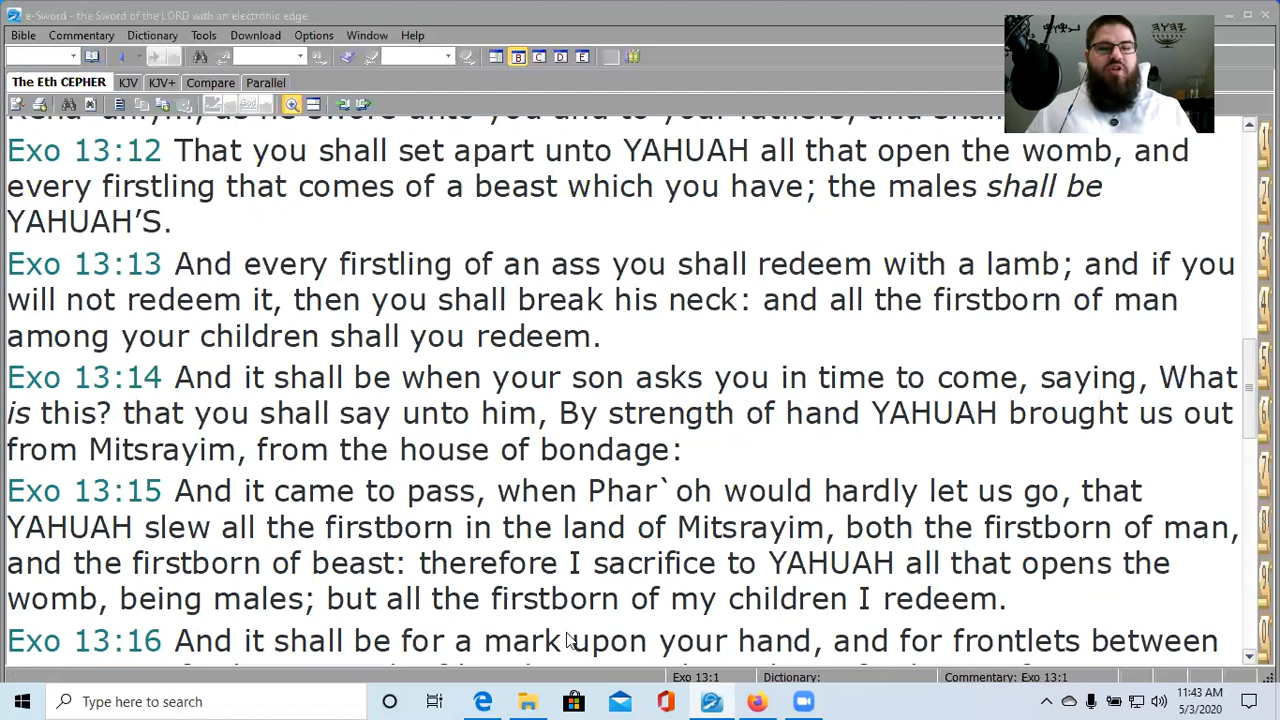 e-Sword - the Sword of the LORD with an electronic edge
Bible Commentary Dictionary Tools Download Options Window Help
B C D E
The Eth CEPHER KJV KJV+ Compare Parallel
Exo 13:12 That you shall set apart unto YAHUAH all that open the womb, and
every firstling that comes of a beast which you have; the males shall be
YAHUAH'S.
Exo 13:13 And every firstling of an ass you shall redeem with a lamb; and if you
will not redeem it, then you shall break his neck: and all the firstborn of man
among your children shall you redeem.
Exo 13:14 And it shall be when your son asks you in time to come, saying, What
is this? that you shall say unto him, By strength of hand YAHUAH brought us out
from Mitsrayim, from the house of bondage:
Exo 13:15 And it came to pass, when Phar`oh would hardly let us go, that
YAHUAH slew all the firstborn in the land of Mitsrayim, both the firstborn of man,
and the firstborn of beast: therefore I sacrifice to YAHUAH all that opens the
womb, being males; but all the firstborn of my children I redeem.
Exo 13:16 And it shall be for a mark upon your hand, and for frontlets between
Exo 13:1 Dictionary: Commentary: Exo 13:1
Type here to search
11:43 AM
5/3/2020